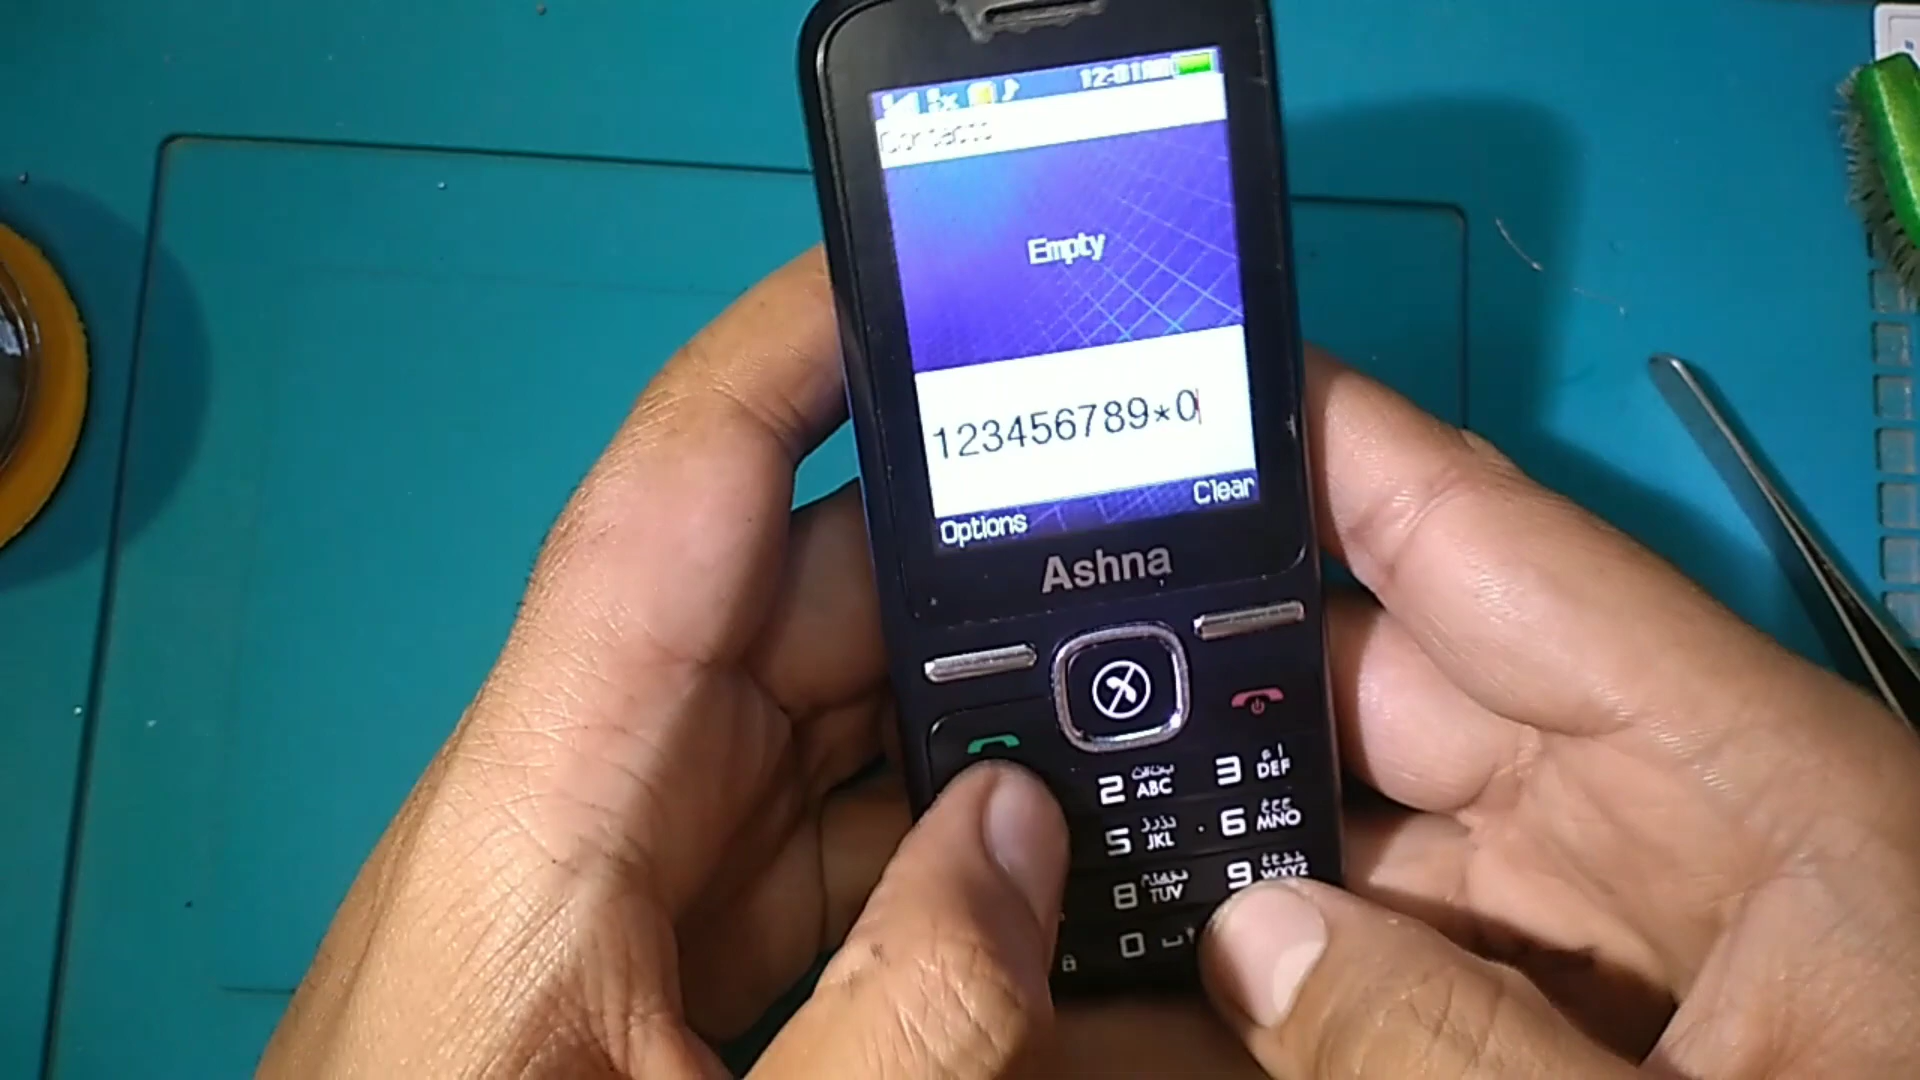 12:01AM
Contacts
Empty
123456789*0
Clear
Options
Ashna
2 ABC
3 DEF
5 JKL
6 MNO
8 TUV
9 WXYZ
0